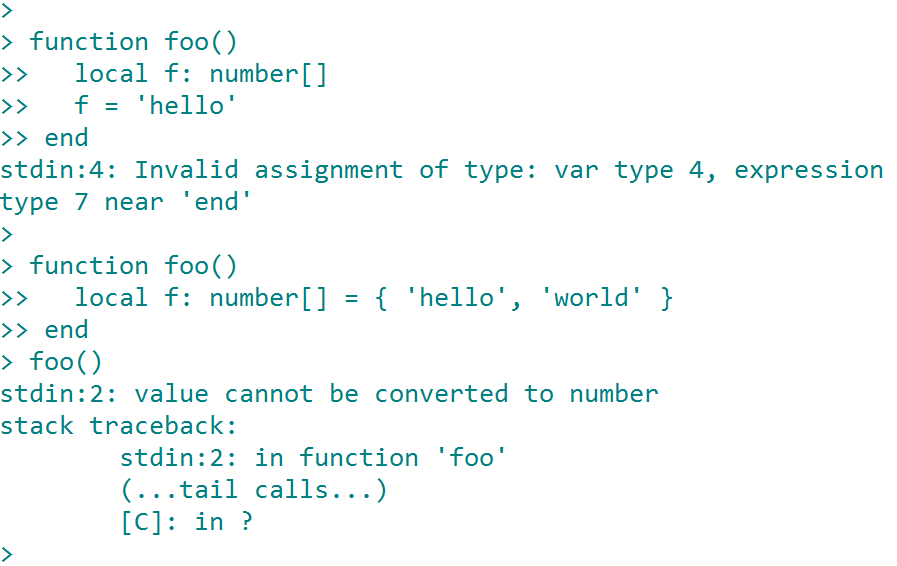 >
> function foo()
>>   local f: number[]
>>   f = 'hello'
>> end
stdin:4: Invalid assignment of type: var type 4, expression
type 7 near 'end'
>
> function foo()
>>   local f: number[] = { 'hello', 'world' }
>> end
> foo()
stdin:2: value cannot be converted to number
stack traceback:
        stdin:2: in function 'foo'
        (...tail calls...)
        [C]: in ?
>